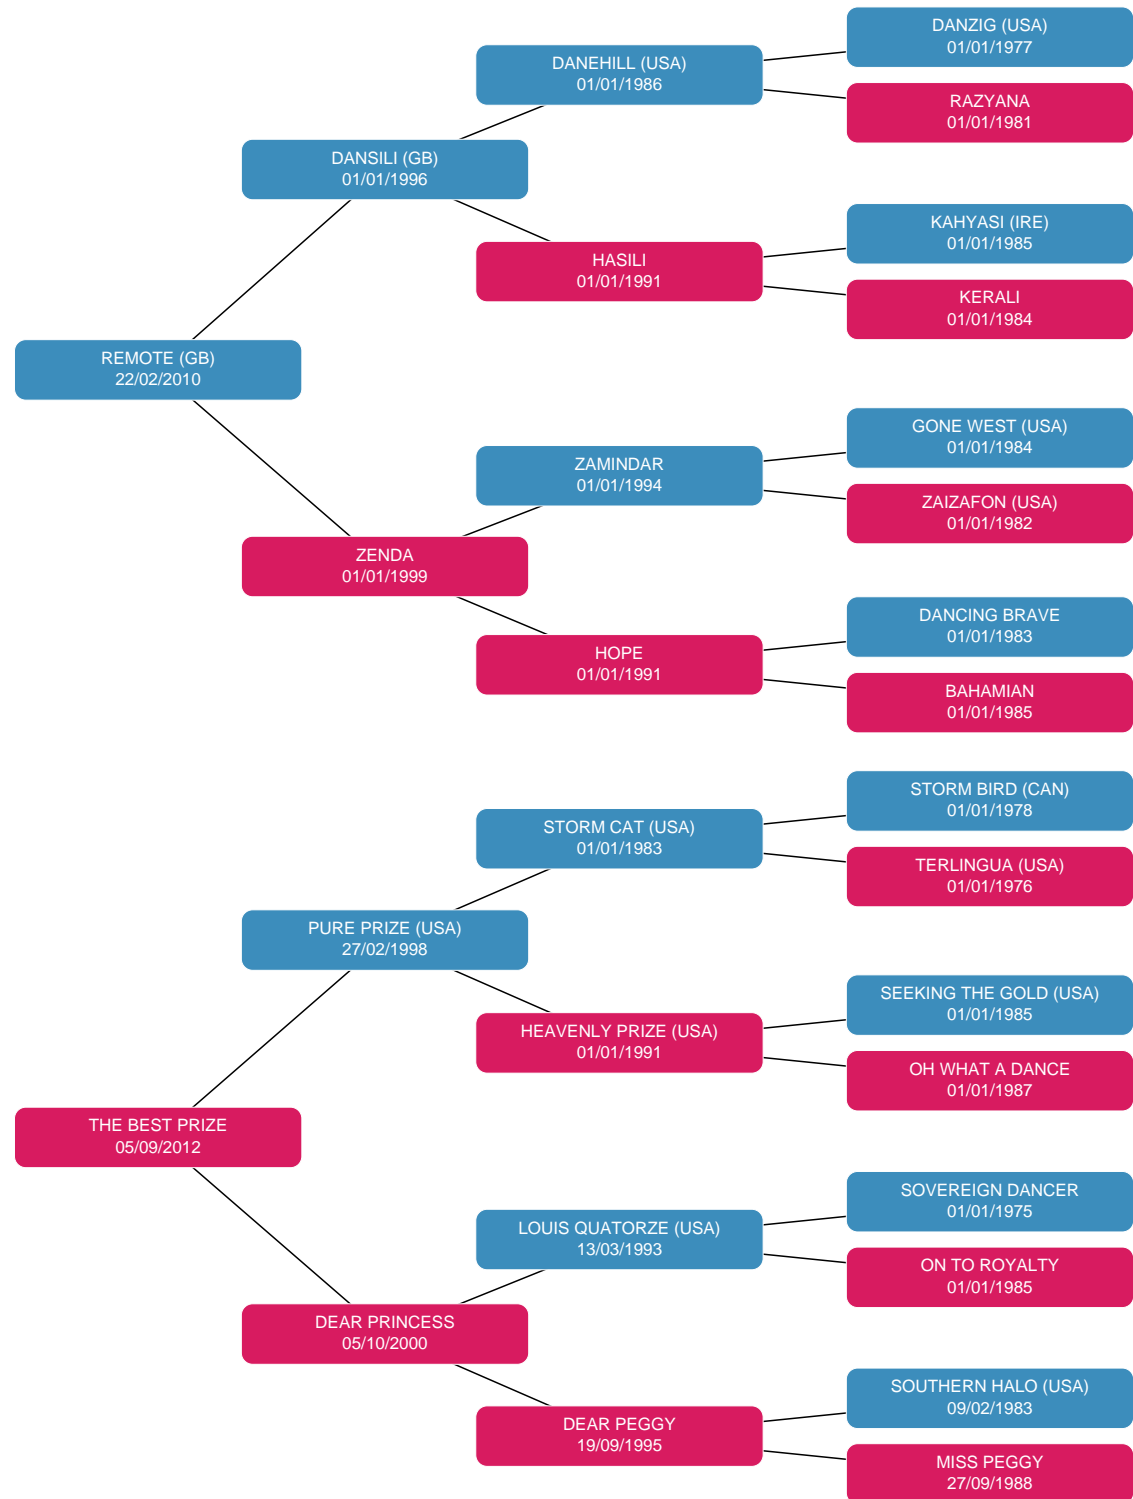 DANZIG (USA)
01/01/1977
DANEHILL (USA)
01/01/1986
RAZYANA
01/01/1981
DANSILI (GB)
01/01/1996
KAHYASI (IRE)
01/01/1985
HASILI
01/01/1991
KERALI
01/01/1984
REMOTE (GB)
22/02/2010
GONE WEST (USA)
01/01/1984
ZAMINDAR
01/01/1994
ZAIZAFON (USA)
01/01/1982
ZENDA
01/01/1999
DANCING BRAVE
01/01/1983
HOPE
01/01/1991
BAHAMIAN
01/01/1985
STORM BIRD (CAN)
01/01/1978
STORM CAT (USA)
01/01/1983
TERLINGUA (USA)
01/01/1976
PURE PRIZE (USA)
27/02/1998
SEEKING THE GOLD (USA)
01/01/1985
HEAVENLY PRIZE (USA)
01/01/1991
OH WHAT A DANCE
01/01/1987
THE BEST PRIZE
05/09/2012
SOVEREIGN DANCER
01/01/1975
LOUIS QUATORZE (USA)
13/03/1993
ON TO ROYALTY
01/01/1985
DEAR PRINCESS
05/10/2000
SOUTHERN HALO (USA)
09/02/1983
DEAR PEGGY
19/09/1995
MISS PEGGY
27/09/1988